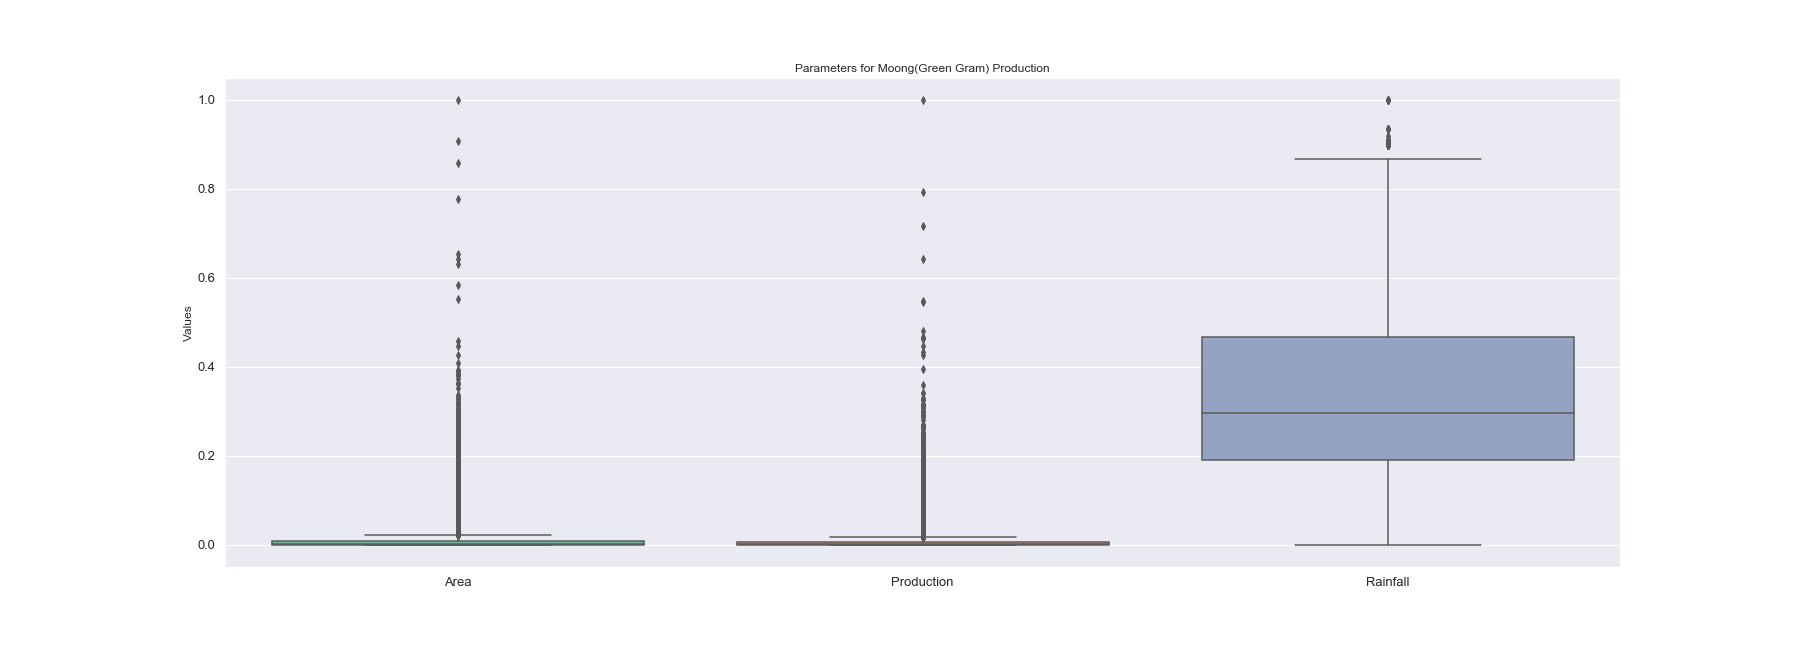 Parameters for Moong(Green Gram) Production
1.0
0.8
0.6
0.4
0.2
0.0
Values
Area
Production
Rainfall